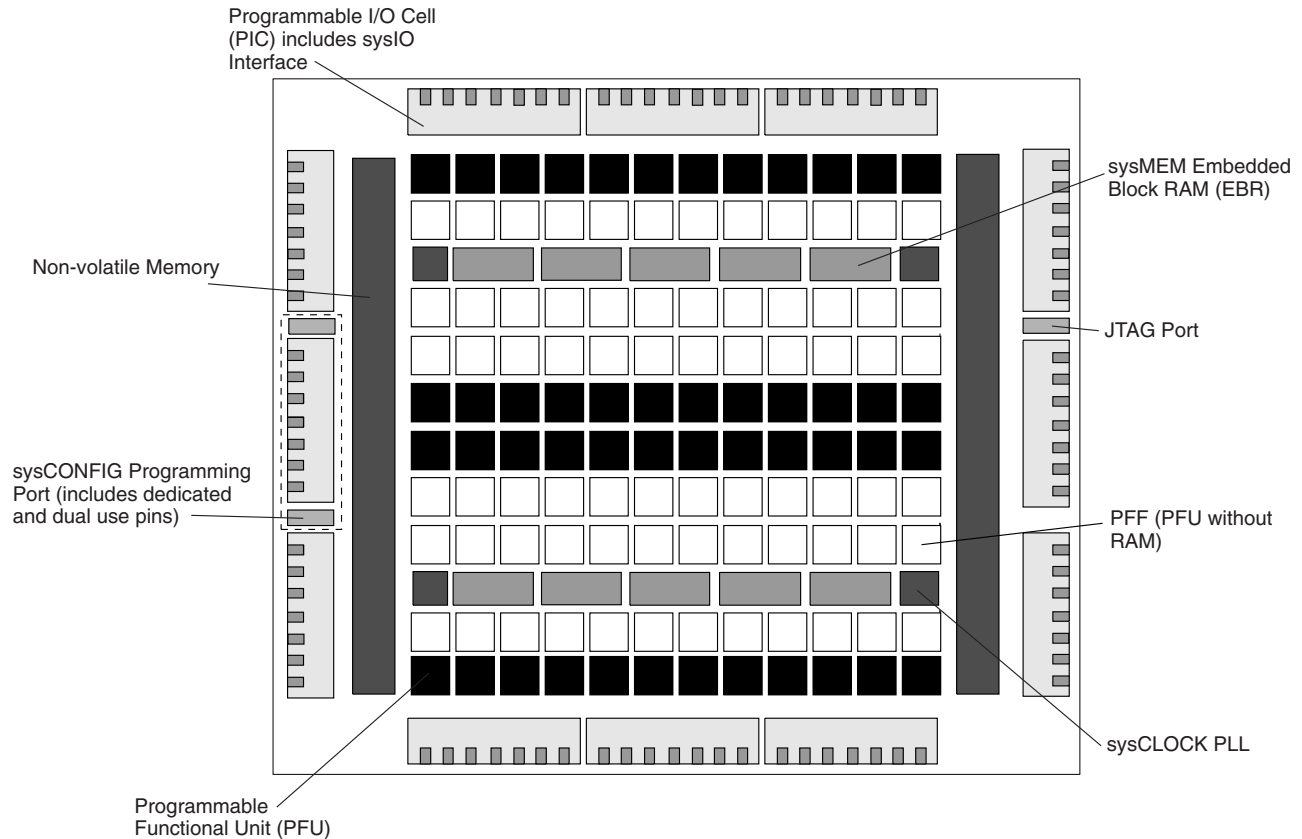 Programmable I/O Cell
(PIC) includes sysIO
Interface
sysMEM Embedded
Block RAM (EBR)
Non-volatile Memory
JTAG Port
sysCONFIG Programming
Port (includes dedicated
and dual use pins)
PFF (PFU without
RAM)
sysCLOCK PLL
Programmable
Functional Unit (PFU)